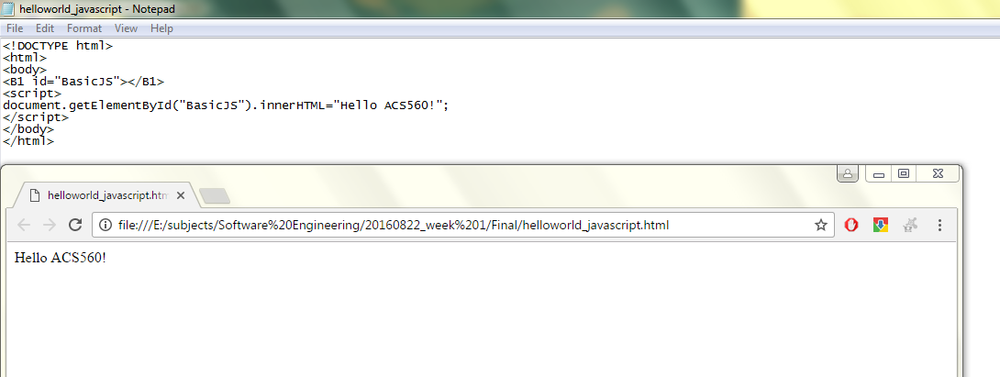 helloworld_javascript - Notepad
File Edit Format View Help
<!DOCTYPE html>
<html>
<body>
<B1 id="BasicJS"></B1>
<script>
document.getElementById("BasicJS").innerHTML="Hello ACS560!";
</script>
</body>
</html>
helloworld_javascript.htm
file:///E:/subjects/Software%20Engineering/20160822_week%201/Final/helloworld_javascript.html
Hello ACS560!